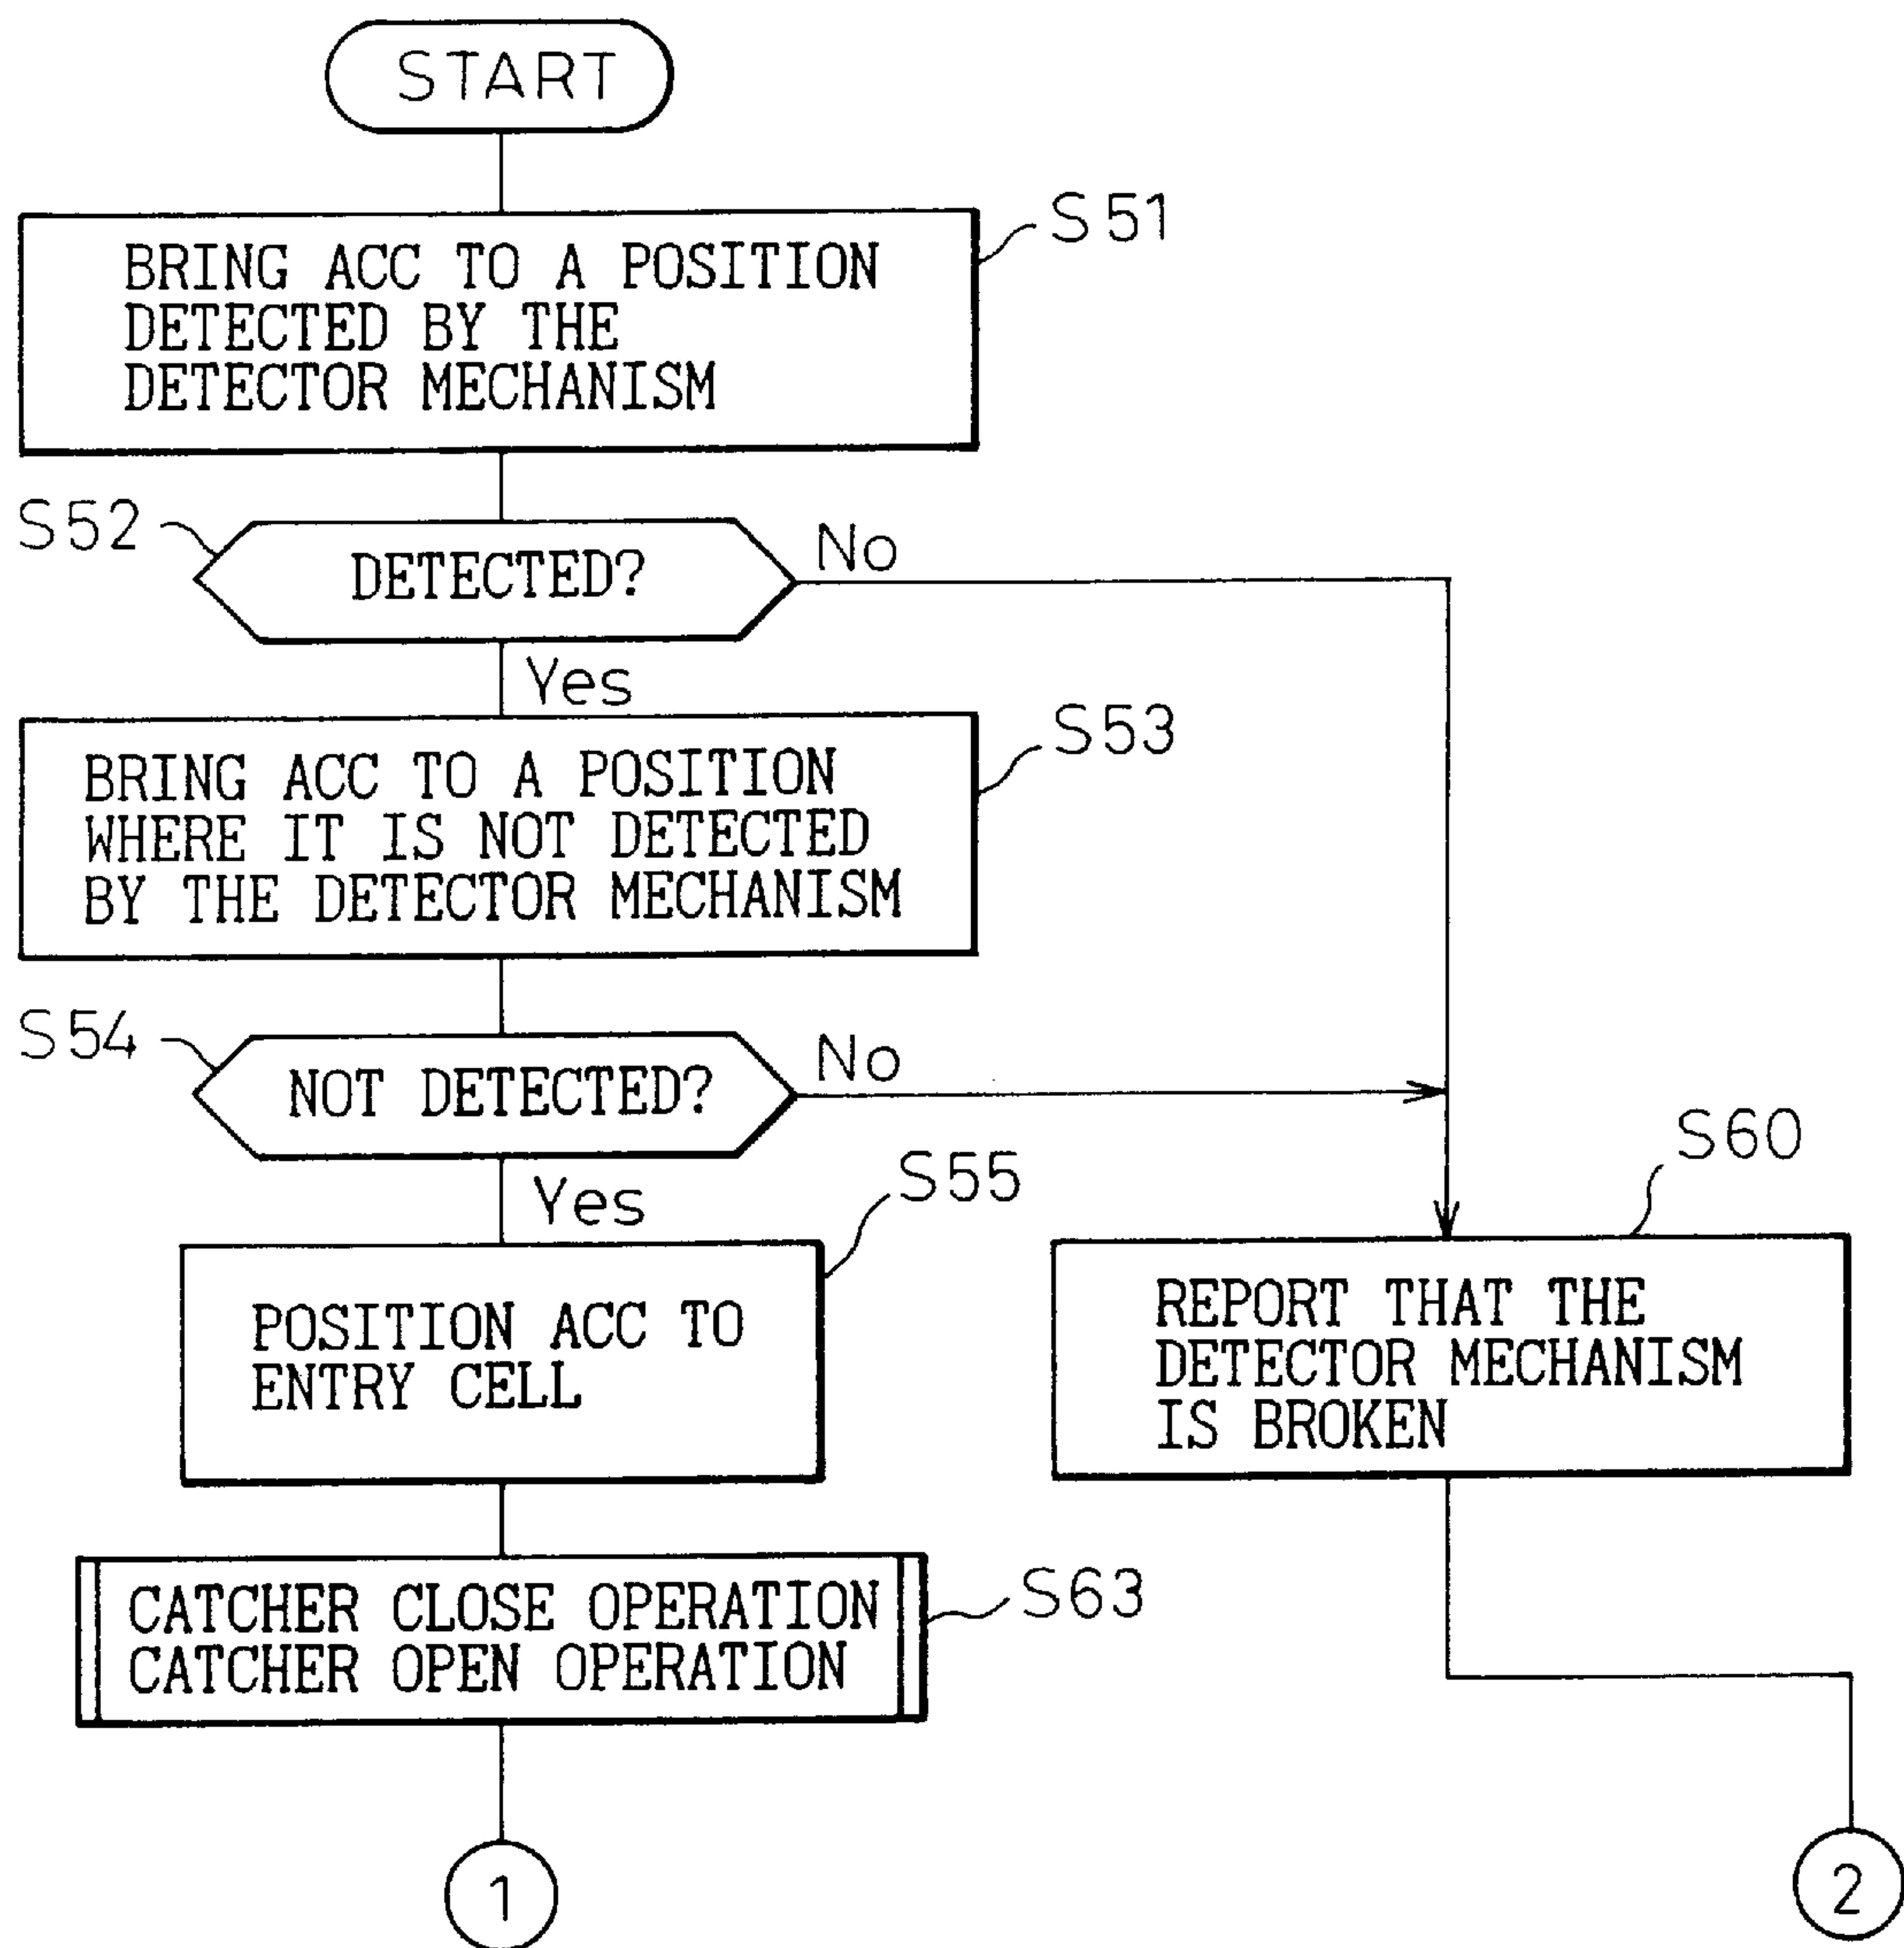 START
S51
BRING ACC TO A POSITION
DETECTED BY THE
DETECTOR MECHANISM
S52
DETECTED?
No
Yes
S53
BRING ACC TO A POSITION
WHERE IT IS NOT DETECTED
BY THE DETECTOR MECHANISM
S54
NOT DETECTED?
No
Yes
S55
POSITION ACC TO
ENTRY CELL
S60
REPORT THAT THE
DETECTOR MECHANISM
IS BROKEN
CATCHER CLOSE OPERATION
CATCHER OPEN OPERATION
S63
1
2